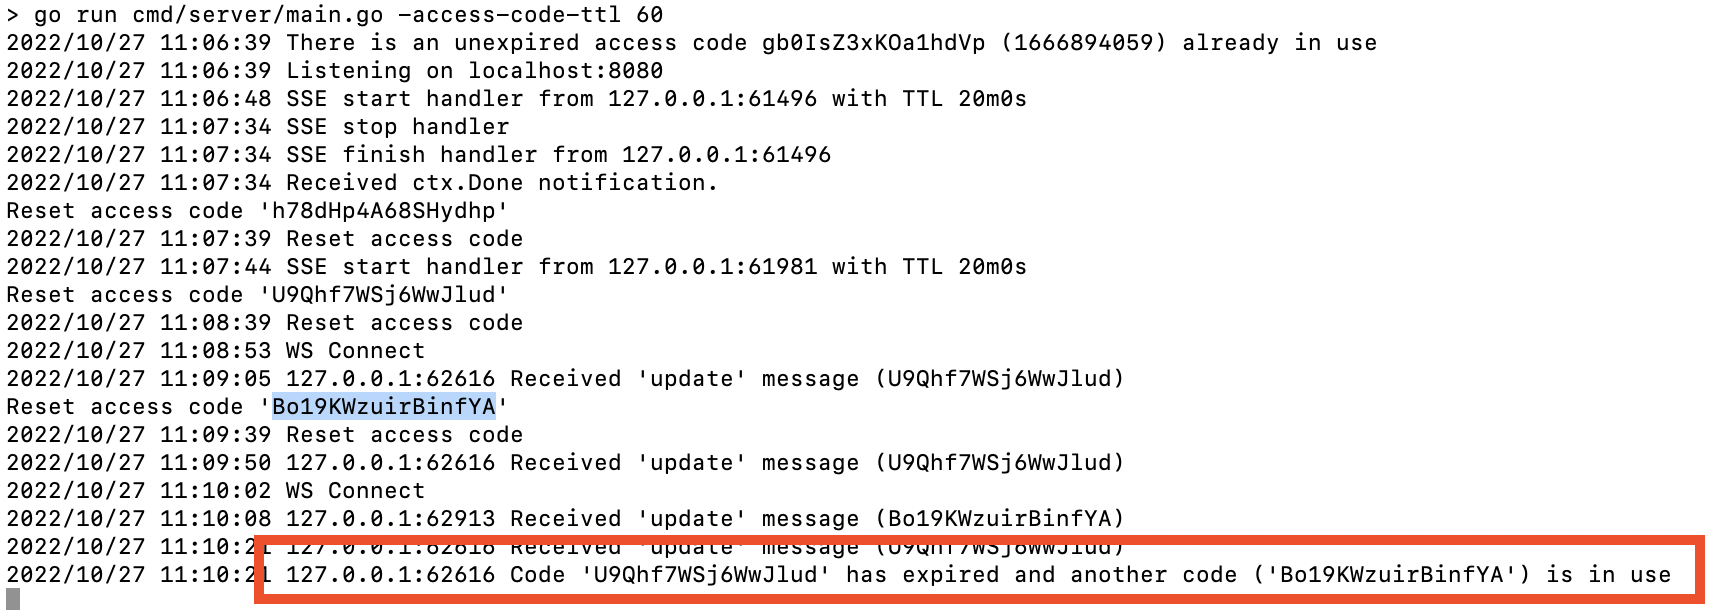 > go run cmd/server/main.go -access-code-ttl 60
2022/10/27 11:06:39 There is an unexpired access code gb0IsZ3xKOa1hdVp (1666894059) already in use
2022/10/27 11:06:39 Listening on localhost:8080
2022/10/27 11:06:48 SSE start handler from 127.0.0.1:61496 with TTL 20m0s
2022/10/27 11:07:34 SSE stop handler
2022/10/27 11:07:34 SSE finish handler from 127.0.0.1:61496
2022/10/27 11:07:34 Received ctx.Done notification.
Reset access code 'h78dHp4A68SHydhp'
2022/10/27 11:07:39 Reset access code
2022/10/27 11:07:44 SSE start handler from 127.0.0.1:61981 with TTL 20m0s
Reset access code 'U9Qhf7WSj6WwJlud'
2022/10/27 11:08:39 Reset access code
2022/10/27 11:08:53 WS Connect
2022/10/27 11:09:05 127.0.0.1:62616 Received 'update' message (U9Qhf7WSj6WwJlud)
Reset access code 'Bo19KWzuirBinfYA'
2022/10/27 11:09:39 Reset access code
2022/10/27 11:09:50 127.0.0.1:62616 Received 'update' message (U9Qhf7WSj6WwJlud)
2022/10/27 11:10:02 WS Connect
2022/10/27 11:10:08 127.0.0.1:62913 Received 'update' message (Bo19KWzuirBinfYA)
2022/10/27 11:10:21 127.0.0.1:62616 Received 'update' message (U9Qhf7WSj6WwJlud)
2022/10/27 11:10:21 127.0.0.1:62616 Code 'U9Qhf7WSj6WwJlud' has expired and another code ('Bo19KWzuirBinfYA') is in use